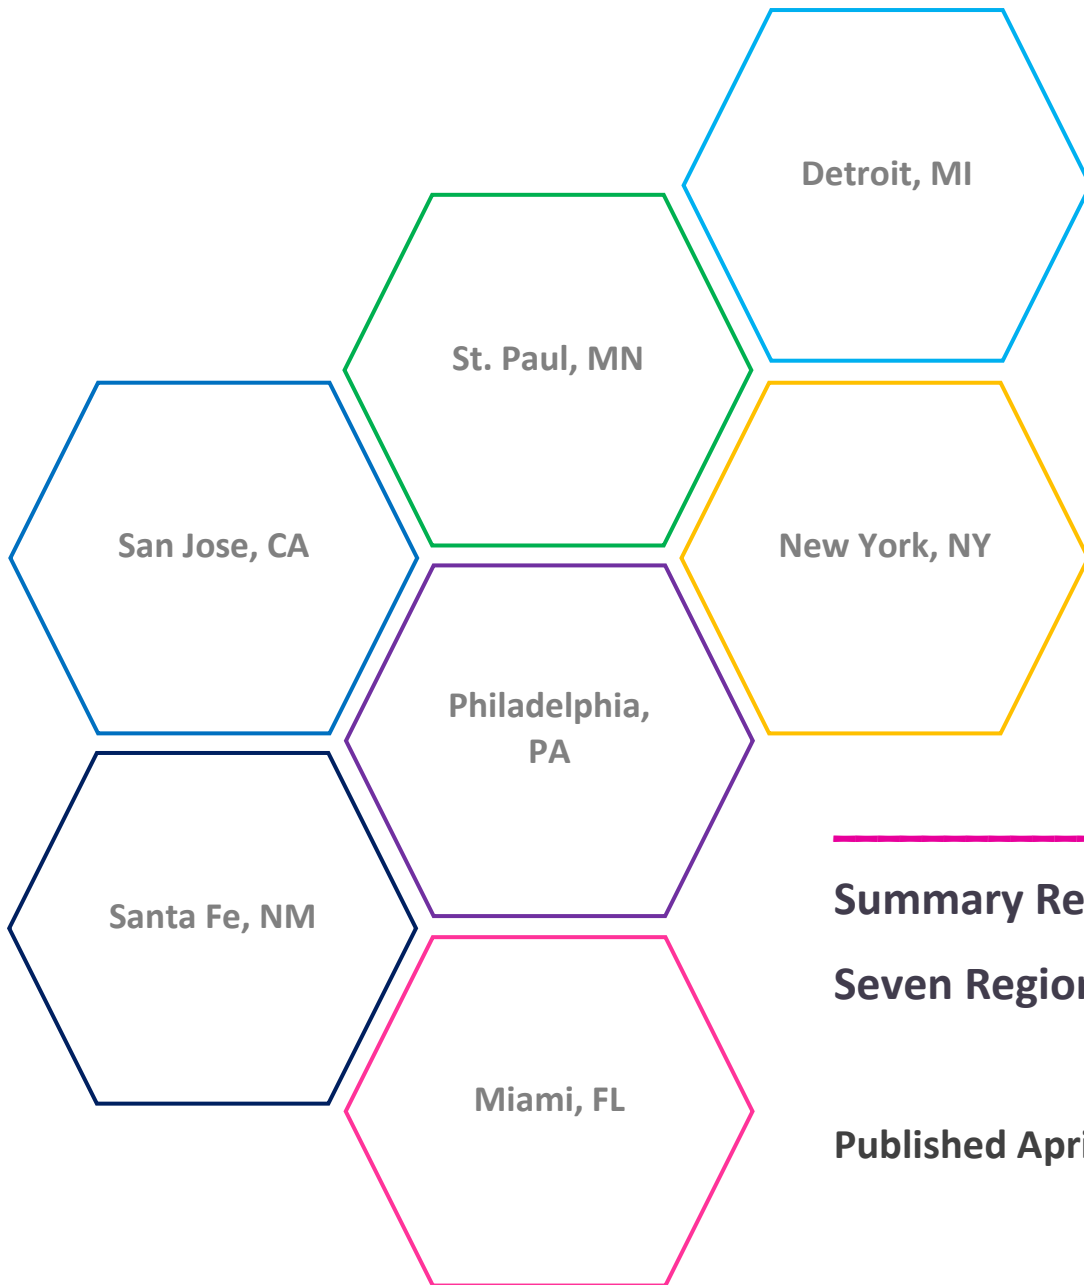 Detroit, MI
St. Paul, MN
San Jose, CA
New York, NY
Philadelphia,
PA
Santa Fe, NM
Summary Re
Seven Region
Miami, FL
Published Apri